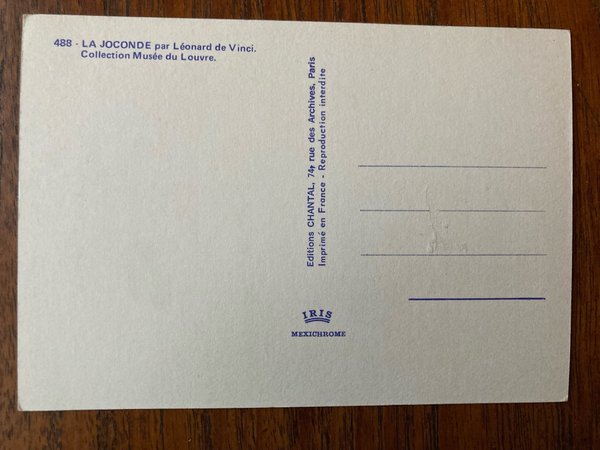 488 - LA JOCONDE par Léonard de Vinci.
Collection Musée du Louvre.
Editions CHANTAL, 74, rue des Archives, Paris
Imprimé en France - Reproduction interdite
IRIS
MEXICHROME